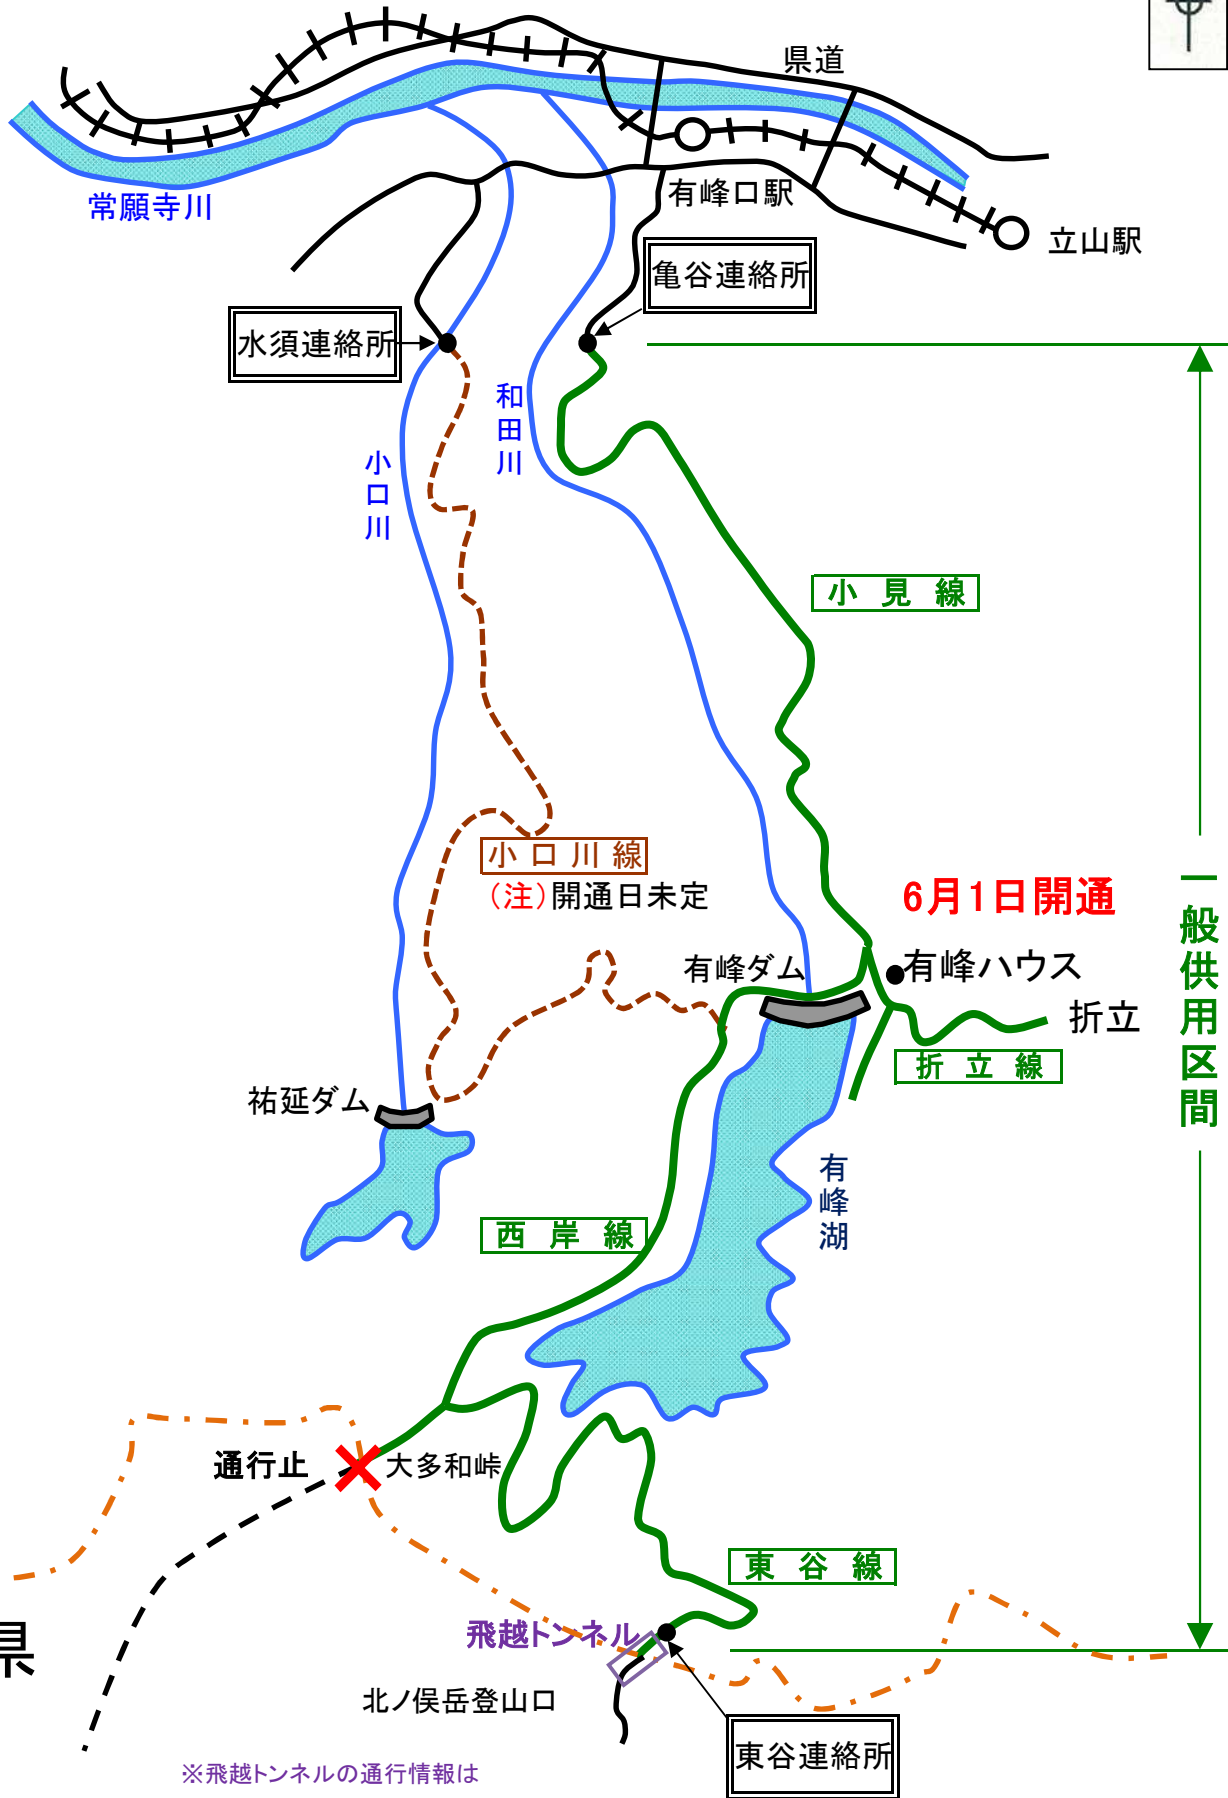 県道
有峰口駅
常願寺川
立山駅
亀谷連絡所
水須連絡所
和田川
小口川
小見線
小口川線
(注)開通日未定
6月1日開通
一般供用区間
有峰ダム
有峰ハウス
折立
折立線
祐延ダム
有峰湖
西岸線
通行止
大多和峠
東谷線
飛越トンネル
県
北ノ俣岳登山口
東谷連絡所
※飛越トンネルの通行情報は